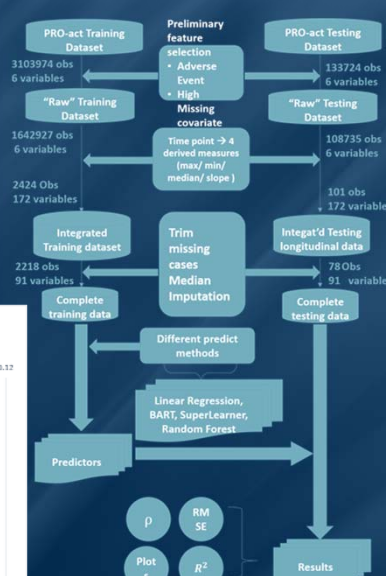 Preliminary
feature
selection
• Adverse
Event
• High
Missing
covariate
PRO-act Training
Dataset
PRO-act Testing
Dataset
3103974 obs
6 variables
133724 obs
6 variables
"Raw" Training
Dataset
"Raw" Testing
Dataset
1642927 obs
6 variables
Time point → 4
derived measures
(max/ min/
median/ slope )
108735 obs
6 variables
2424 Obs
172 variables
101 obs
172 variable
Integrated
Training dataset
Trim
missing
cases
Median
Imputation
Integat'd Testing
longitudinal data
2218 obs
91 variables
78 Obs
91 variable
Complete
training data
Complete
testing data
Different predict
methods
Linear Regression,
BART, SuperLearner,
Random Forest
Predictors
ρ
RM
SE
Plot
s
R²
Results